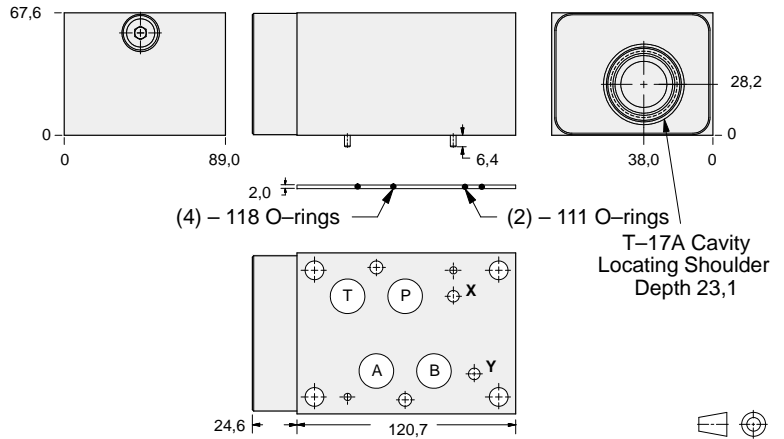 67,6
0
0
89,0
6,4
28,2
0
38,0
0
2,0
(4) – 118 O–rings
(2) – 111 O–rings
T–17A Cavity
Locating Shoulder
Depth 23,1
T
P
X
A
B
Y
24,6
120,7